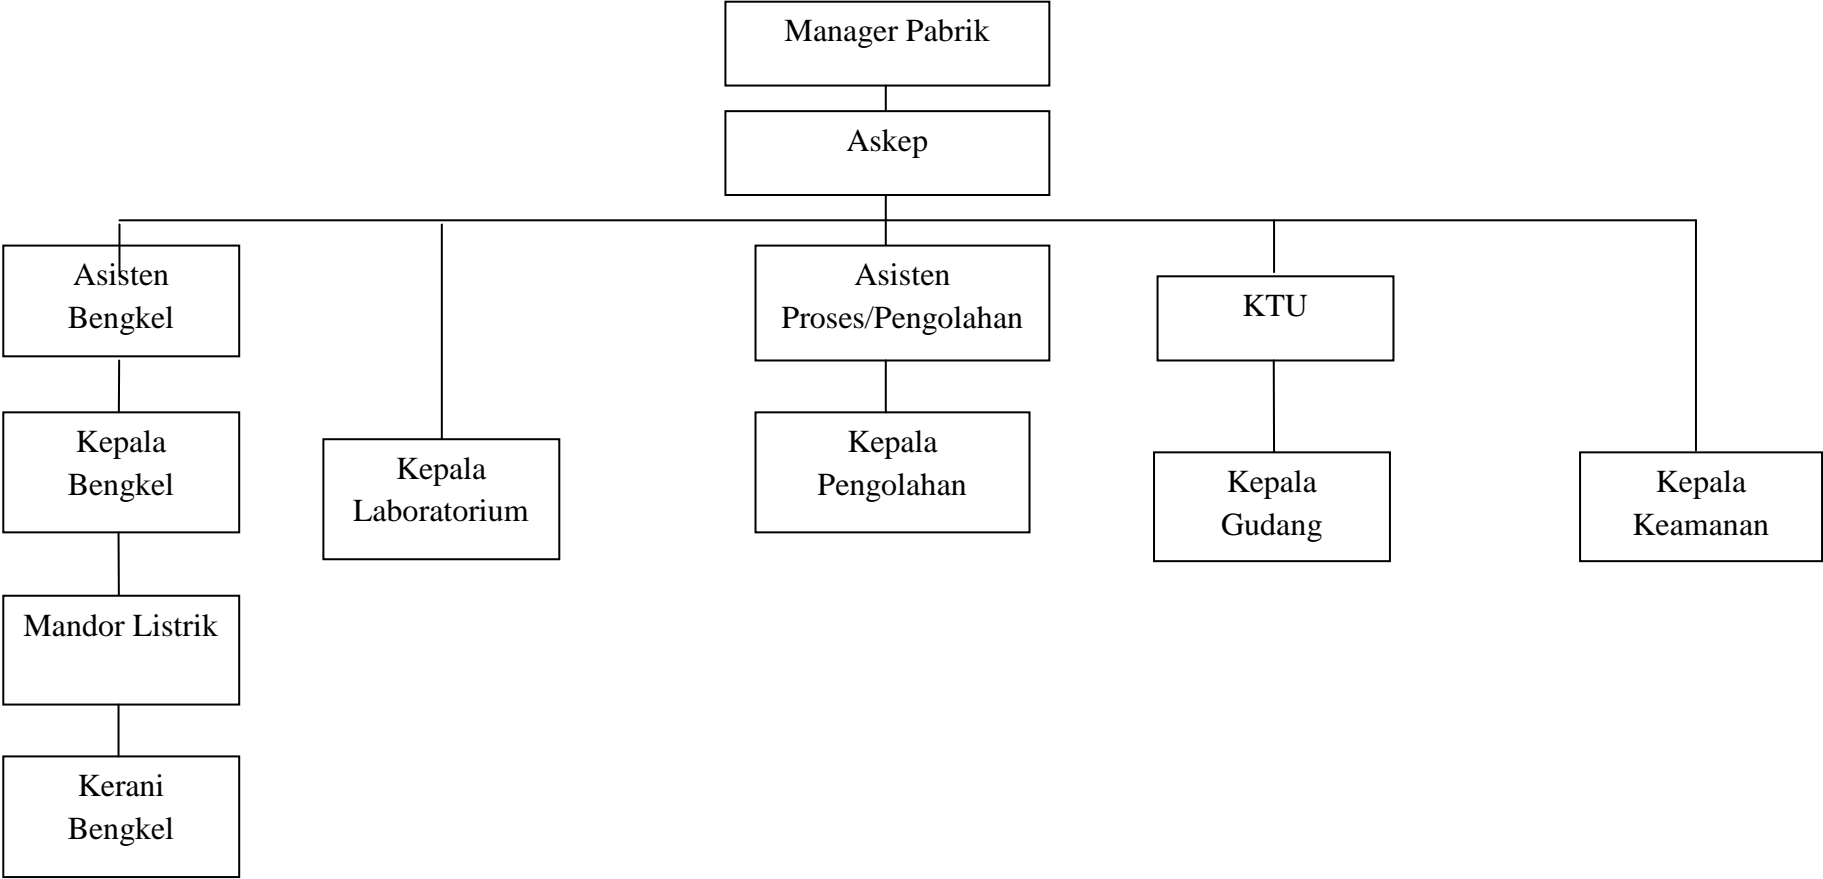 Manager Pabrik
Askep
Asisten
Bengkel
Asisten
Proses/Pengolahan
KTU
Kepala
Bengkel
Kepala
Laboratorium
Kepala
Pengolahan
Kepala
Gudang
Kepala
Keamanan
Mandor Listrik
Kerani
Bengkel